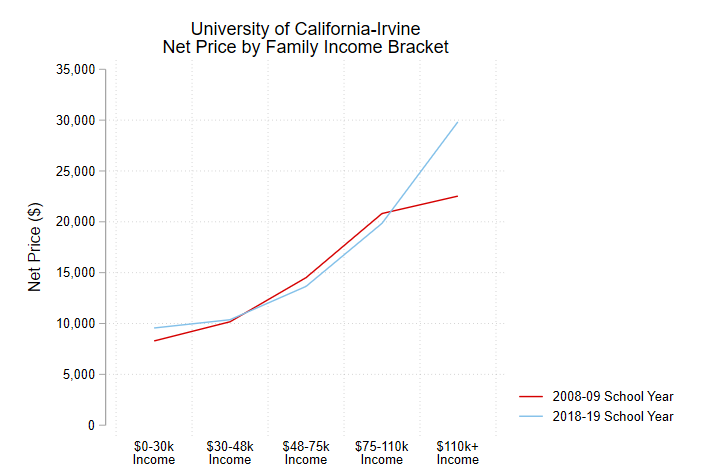 University of California-Irvine
Net Price by Family Income Bracket
35,000
30,000
25,000
20,000
15,000
10,000
5,000
0
Net Price ($)
$0-30k
Income
$30-48k
Income
$48-75k
Income
$75-110k
Income
$110k+
Income
2008-09 School Year
2018-19 School Year